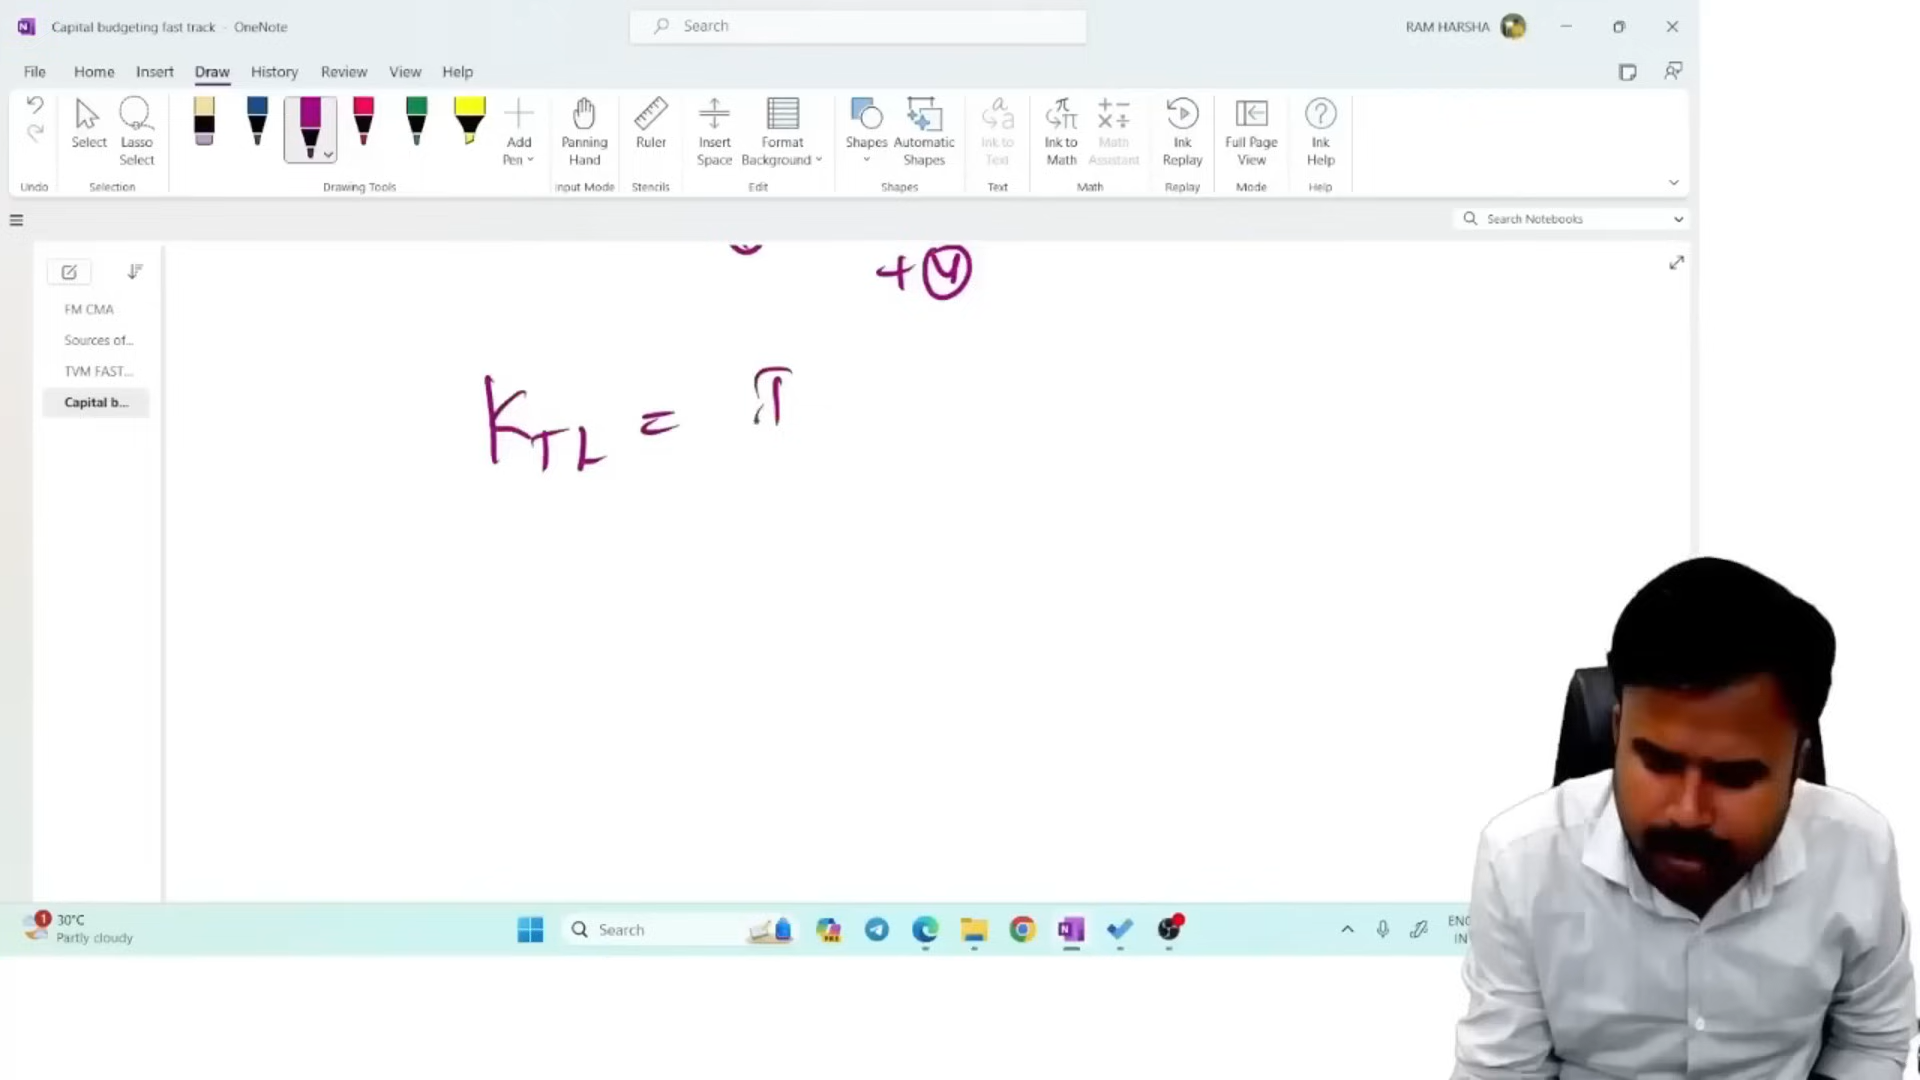 Capital budgeting fast track - OneNote
Search
RAM HARSHA
File Home Insert Draw History Review View Help
Undo
Select
Lasso Select
Selection
Drawing Tools
Add Pen
Panning Hand
Input Mode
Ruler
Stencils
Insert Space
Format Background
Edit
Shapes
Automatic Shapes
Shapes
Ink to Text
Text
Ink to Math
Math Assistant
Math
Ink Replay
Replay
Full Page View
Mode
Ink Help
Help
Search Notebooks
FM CMA
Sources of...
TVM FAST...
Capital b...
+ 4
K TL =
1
30°C
Partly cloudy
Search
ENG
IN